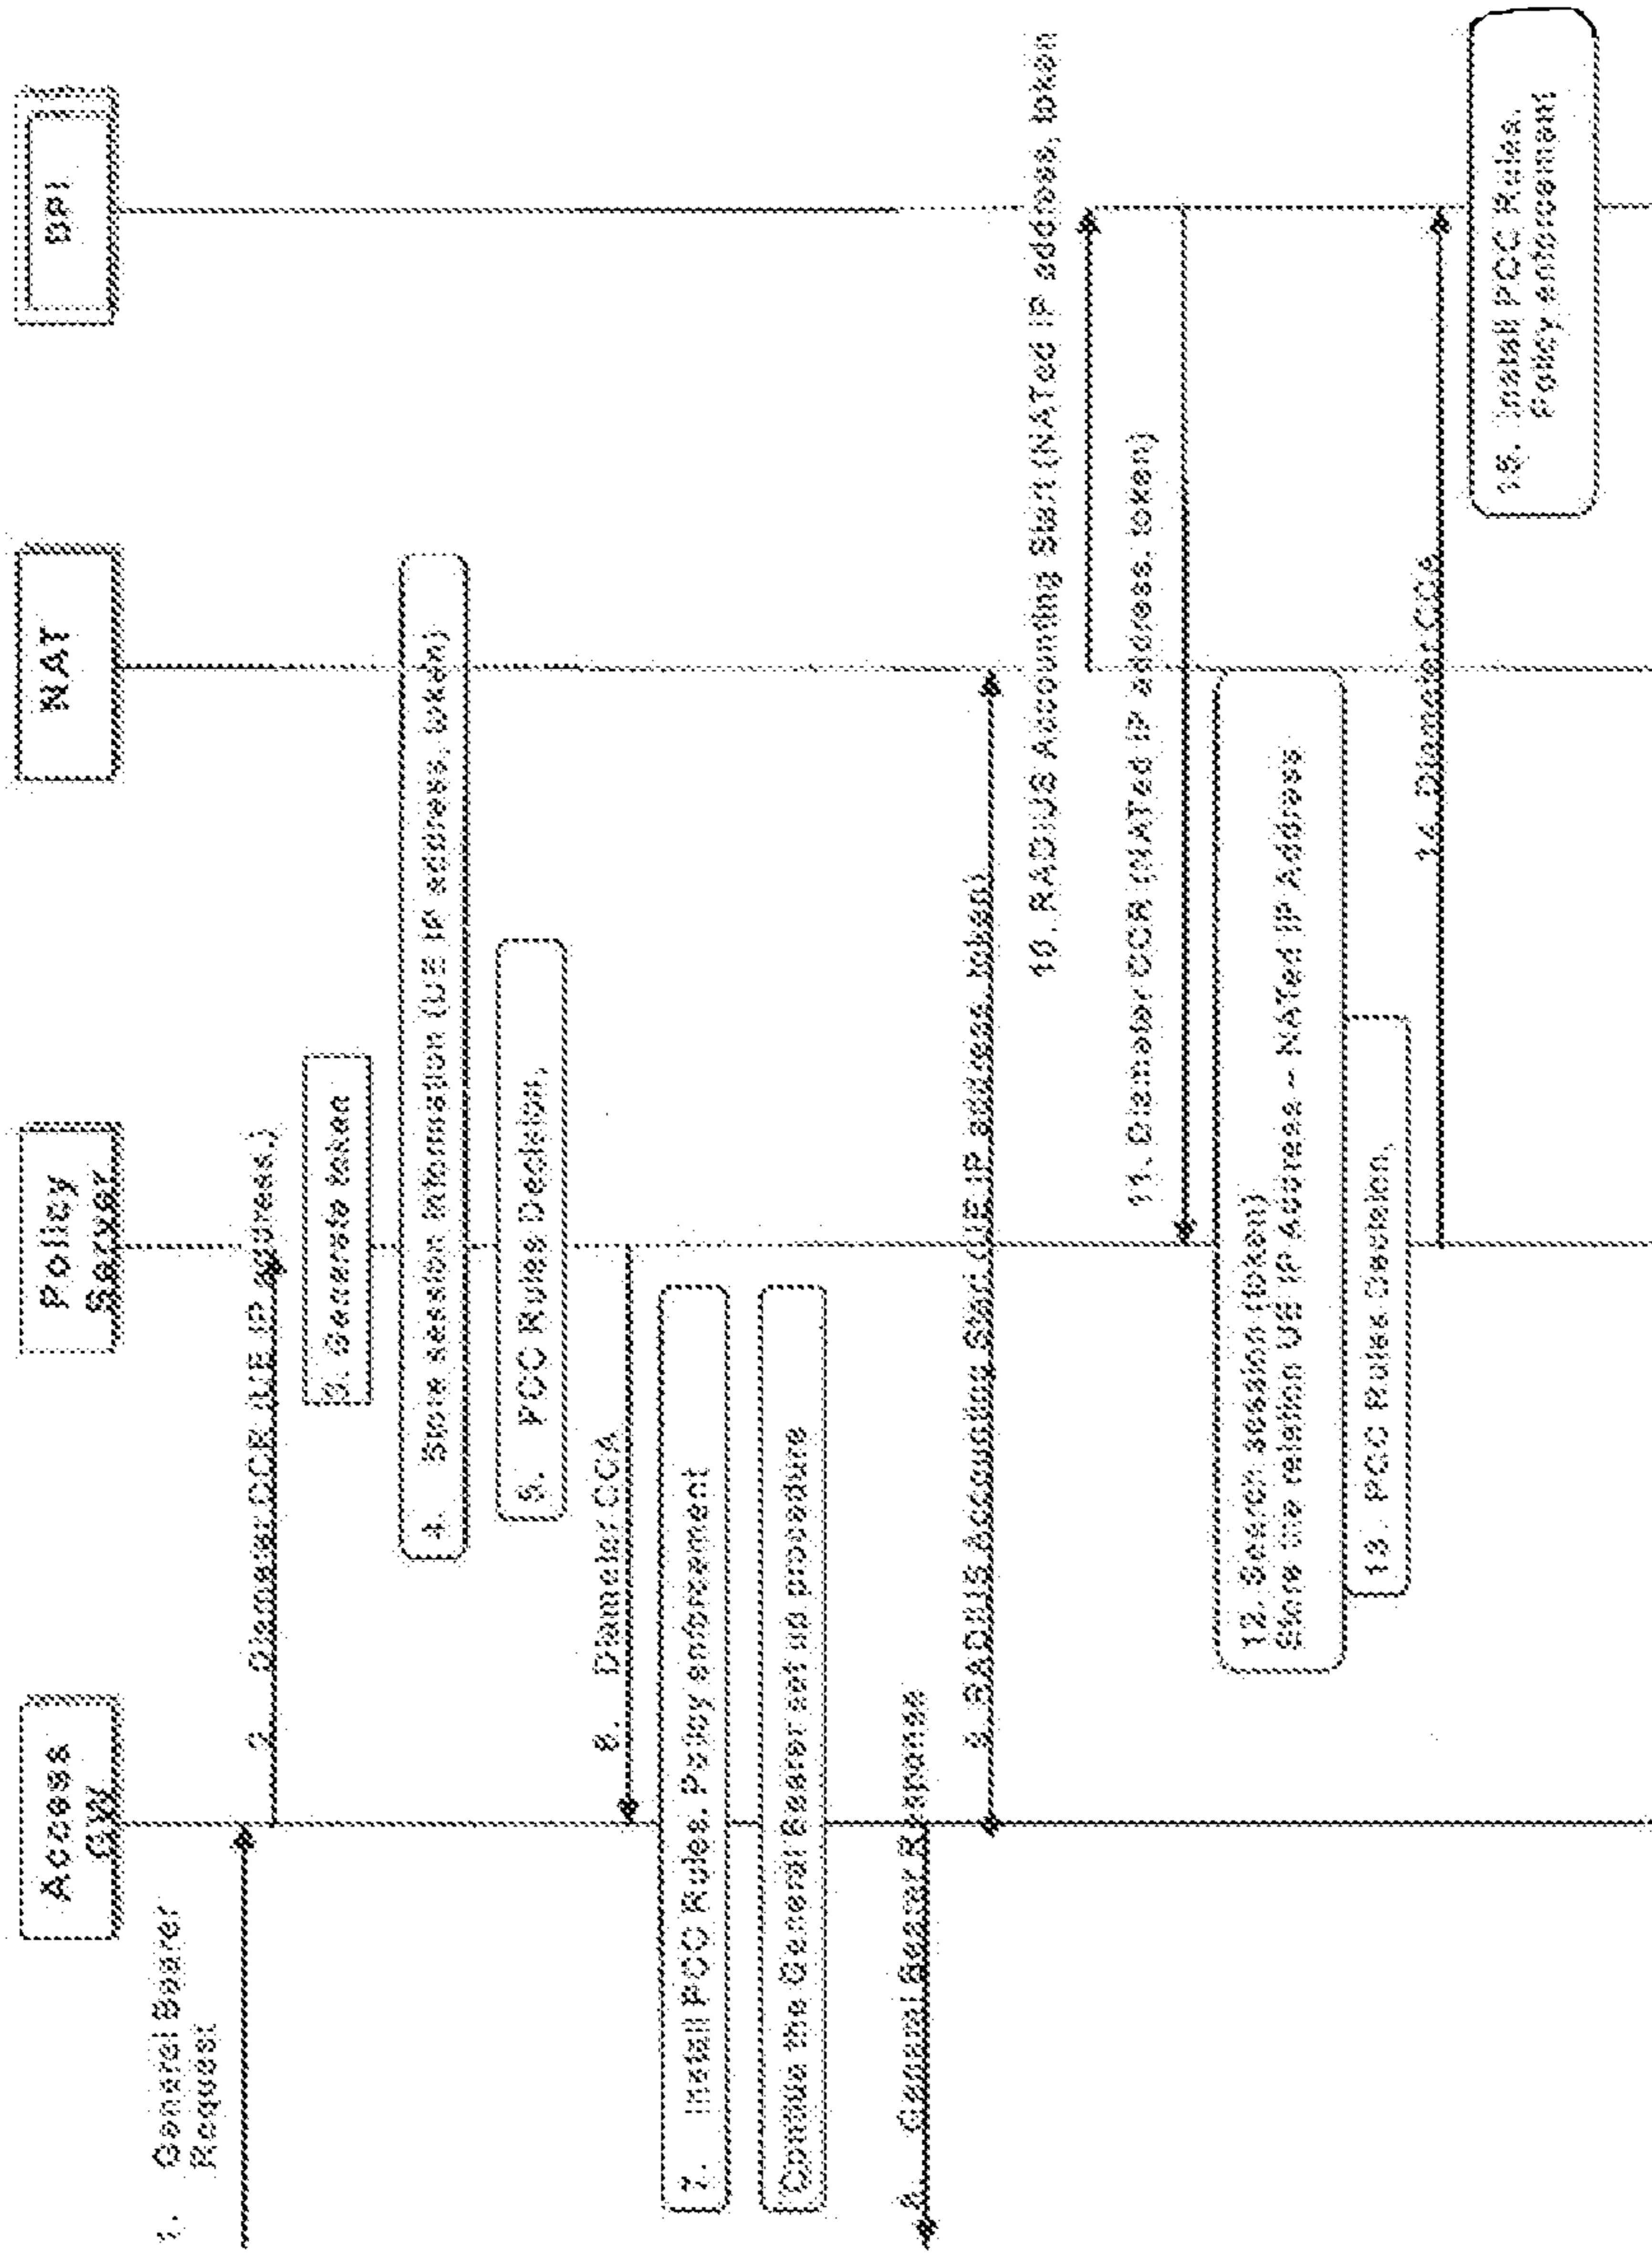 Access
GW
Policy
Server
NAT
DPI
1. General Bearer
Request
2. Diameter CCR (UE IP address,)
3. Generate token
4. Store session information (UE IP address, token)
5. PCC Rules Decision,
6. Diameter CCA
7. Install PCC Rules. Policy enforcement
the General Bearer set up procedure
8. General Bearer Response
9. RADIUS Accounting Start (UE IP address, token)
10. RADIUS Accounting Start (NATed IP address, token
11. Diameter CCR (NATed IP address, token)
12. Search session (token)
Store the relation UE IP Address – NATed IP Address
13. PCC Rules Decision,
14. Diameter CCA
15. Install PCC Rules.
Policy enforcement